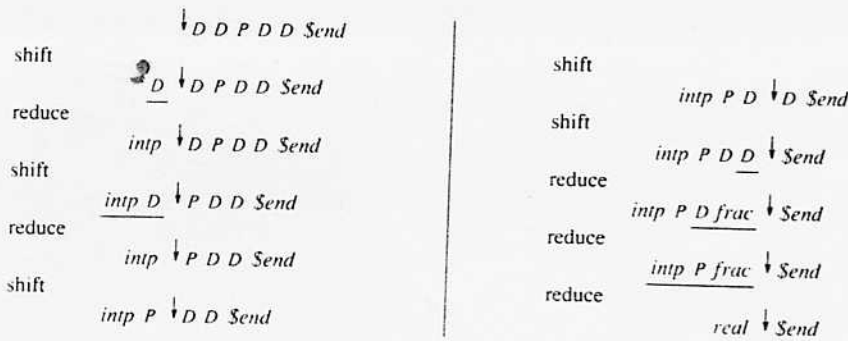 ↓ D D P D D $end
shift
D ↓ D P D D $end
reduce
intp ↓ D P D D $end
shift
intp D ↓ P D D $end
reduce
intp ↓ P D D $end
shift
intp P ↓ D D $end
shift
intp P D ↓ D $end
shift
intp P D D ↓ $end
reduce
intp P D frac ↓ $end
reduce
intp P frac ↓ $end
reduce
real ↓ $end